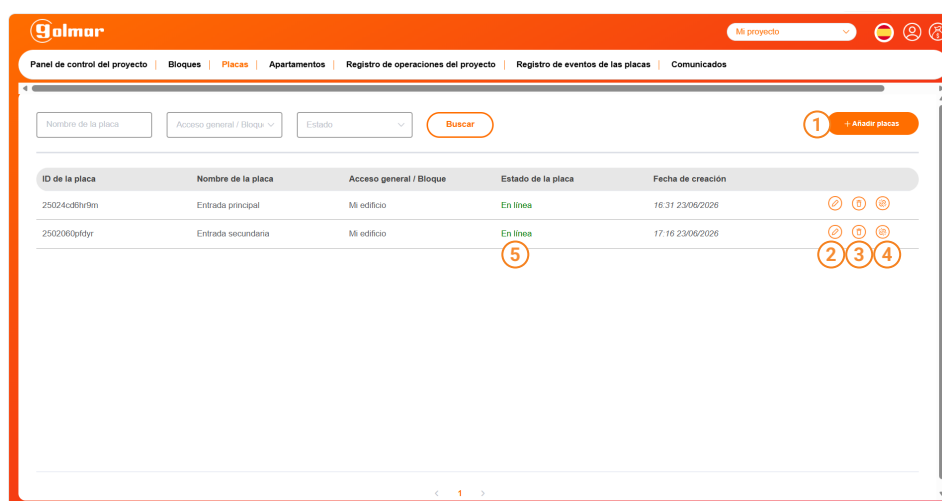 golmar
Mi proyecto
Panel de control del proyecto | Bloques | Placas | Apartamentos | Registro de operaciones del proyecto | Registro de eventos de las placas | Comunicados
Nombre de la placa Acceso general / Bloqu Estado Buscar 1 + Añadir placas
ID de la placa Nombre de la placa Acceso general / Bloque Estado de la placa Fecha de creación
25024cd6hr9m Entrada principal Mi edificio En línea 16:31 23/06/2026
2502060pfdyr Entrada secundaria Mi edificio En línea 17:16 23/06/2026
5 2 3 4
< 1 >